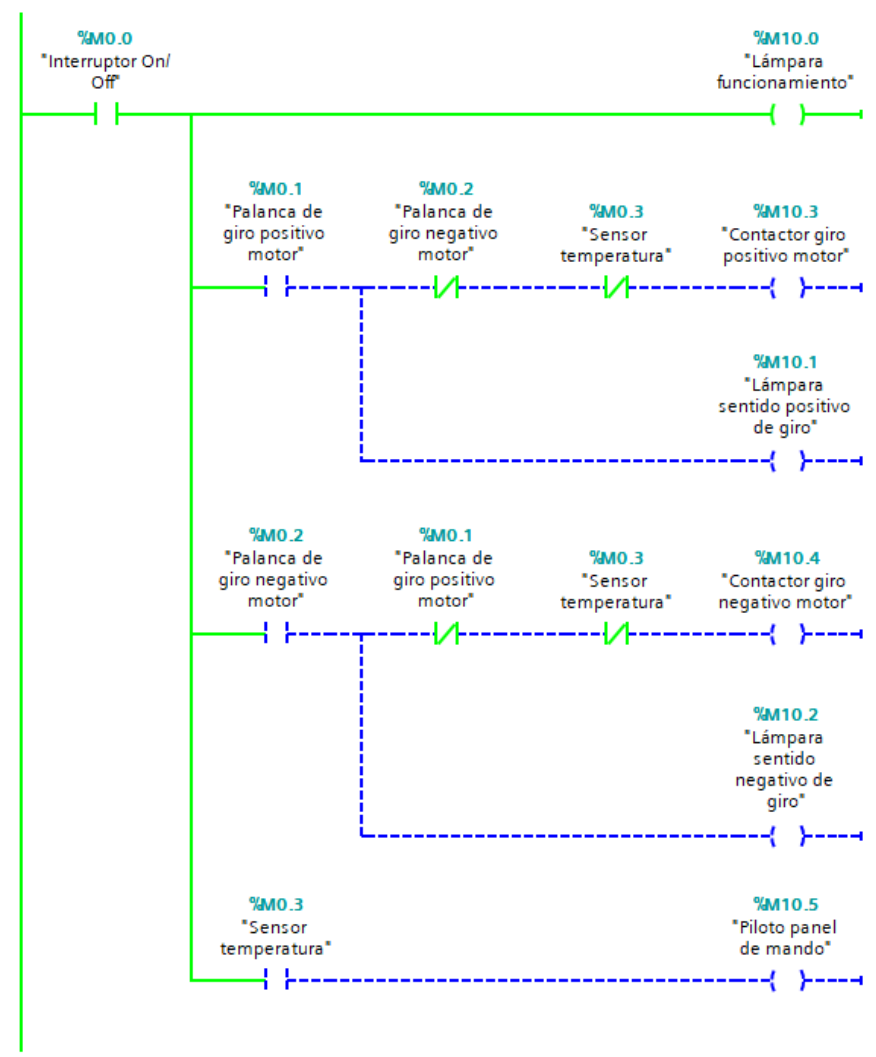 %M0.0
"Interruptor On/
Off"
%M10.0
"Lámpara
funcionamiento"
%M0.1
"Palanca de
giro positivo
motor"
%M0.2
"Palanca de
giro negativo
motor"
%M0.3
"Sensor
temperatura"
%M10.3
"Contactor giro
positivo motor"
%M10.1
"Lámpara
sentido positivo
de giro"
%M0.2
"Palanca de
giro negativo
motor"
%M0.1
"Palanca de
giro positivo
motor"
%M0.3
"Sensor
temperatura"
%M10.4
"Contactor giro
negativo motor"
%M10.2
"Lámpara
sentido
negativo de
giro"
%M0.3
"Sensor
temperatura"
%M10.5
"Piloto panel
de mando"